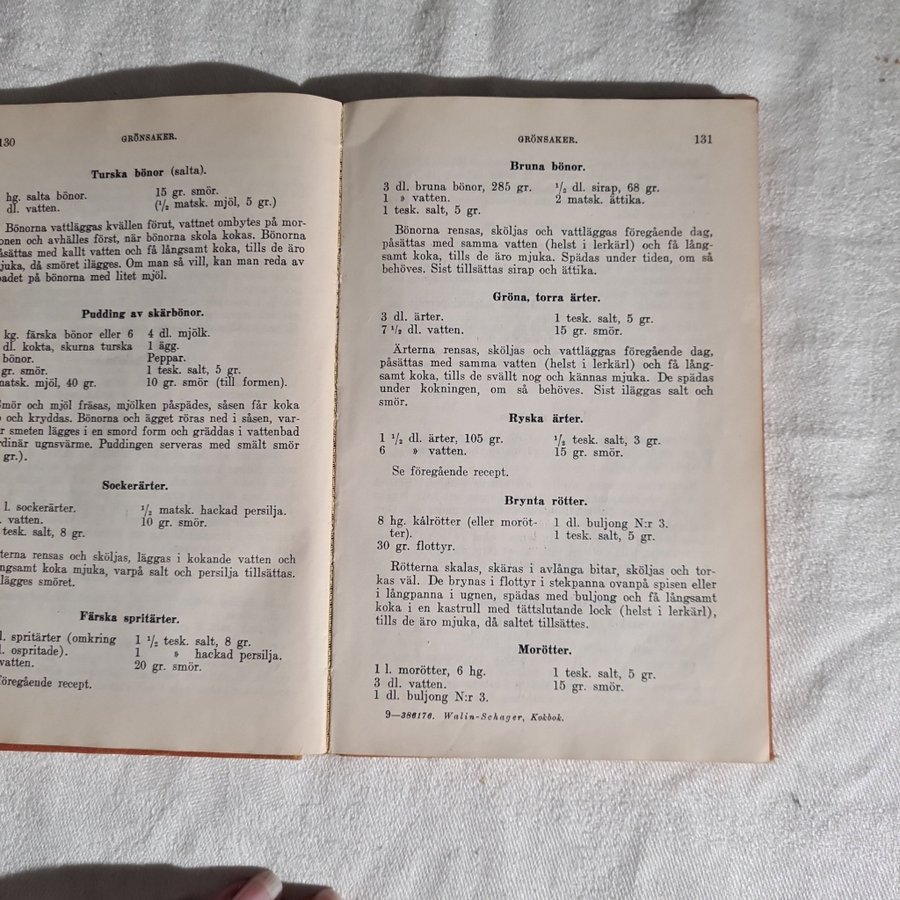 130
GRÖNSAKER.
Turska bönor (salta).
hg. salta bönor.
dl. vatten.
15 gr. smör.
(1/2 matsk. mjöl, 5 gr.)
Bönorna vattläggas kvällen förut, vattnet ombytes på mor-
onen och avhälles först, när bönorna skola kokas. Bönorna
åsättas med kallt vatten och få långsamt koka, tills de äro
juka, då smöret ilägges. Om man så vill, kan man reda av
adet på bönorna med litet mjöl.
Pudding av skärbönor.
kg. färska bönor eller 6
dl. kokta, skurna turska
bönor.
gr. smör.
matsk. mjöl, 40 gr.
4 dl. mjölk.
1 ägg.
Peppar.
1 tesk. salt, 5 gr.
10 gr. smör (till formen).
Smör och mjöl fräsas, mjölken påspädes, såsen får koka
och kryddas. Bönorna och ägget röras ned i såsen, var-
r smeten lägges i en smord form och gräddas i vattenbad
rdinär ugnsvärme. Puddingen serveras med smält smör
gr.).
Sockerärter.
l. sockerärter.
vatten.
tesk. salt, 8 gr.
1/2 matsk. hackad persilja.
10 gr. smör.
terna rensas och sköljas, läggas i kokande vatten och
ngsamt koka mjuka, varpå salt och persilja tillsättas.
lägges smöret.
Färska spritärter.
l. spritärter (omkring
l. ospritade).
vatten.
1 1/2 tesk. salt, 8 gr.
1 » hackad persilja.
20 gr. smör.
föregående recept.
GRÖNSAKER.
131
Bruna bönor.
3 dl. bruna bönor, 285 gr.
1 » vatten.
1 tesk. salt, 5 gr.
1/2 dl. sirap, 68 gr.
2 matsk. ättika.
Bönorna rensas, sköljas och vattläggas föregående dag,
påsättas med samma vatten (helst i lerkärl) och få lång-
samt koka, tills de äro mjuka. Spädas under tiden, om så
behöves. Sist tillsättas sirap och ättika.
Gröna, torra ärter.
3 dl. ärter.
7 1/2 dl. vatten.
1 tesk. salt, 5 gr.
15 gr. smör.
Ärterna rensas, sköljas och vattläggas föregående dag,
påsättas med samma vatten (helst i lerkärl) och få lång-
samt koka, tills de svällt nog och kännas mjuka. De spädas
under kokningen, om så behöves. Sist iläggas salt och
smör.
Ryska ärter.
1 1/2 dl. ärter, 105 gr.
6 » vatten.
1/2 tesk. salt, 3 gr.
15 gr. smör.
Se föregående recept.
Brynta rötter.
8 hg. kålrötter (eller moröt-
ter).
30 gr. flottyr.
1 dl. buljong N:r 3.
1 tesk. salt, 5 gr.
Rötterna skalas, skäras i avlånga bitar, sköljas och tor-
kas väl. De brynas i flottyr i stekpanna ovanpå spisen eller
i långpanna i ugnen, spädas med buljong och få långsamt
koka i en kastrull med tättslutande lock (helst i lerkärl),
tills de äro mjuka, då saltet tillsättes.
Morötter.
1 l. morötter, 6 hg.
3 dl. vatten.
1 dl. buljong N:r 3.
1 tesk. salt, 5 gr.
15 gr. smör.
9—386176. Walin-Schager, Kokbok.